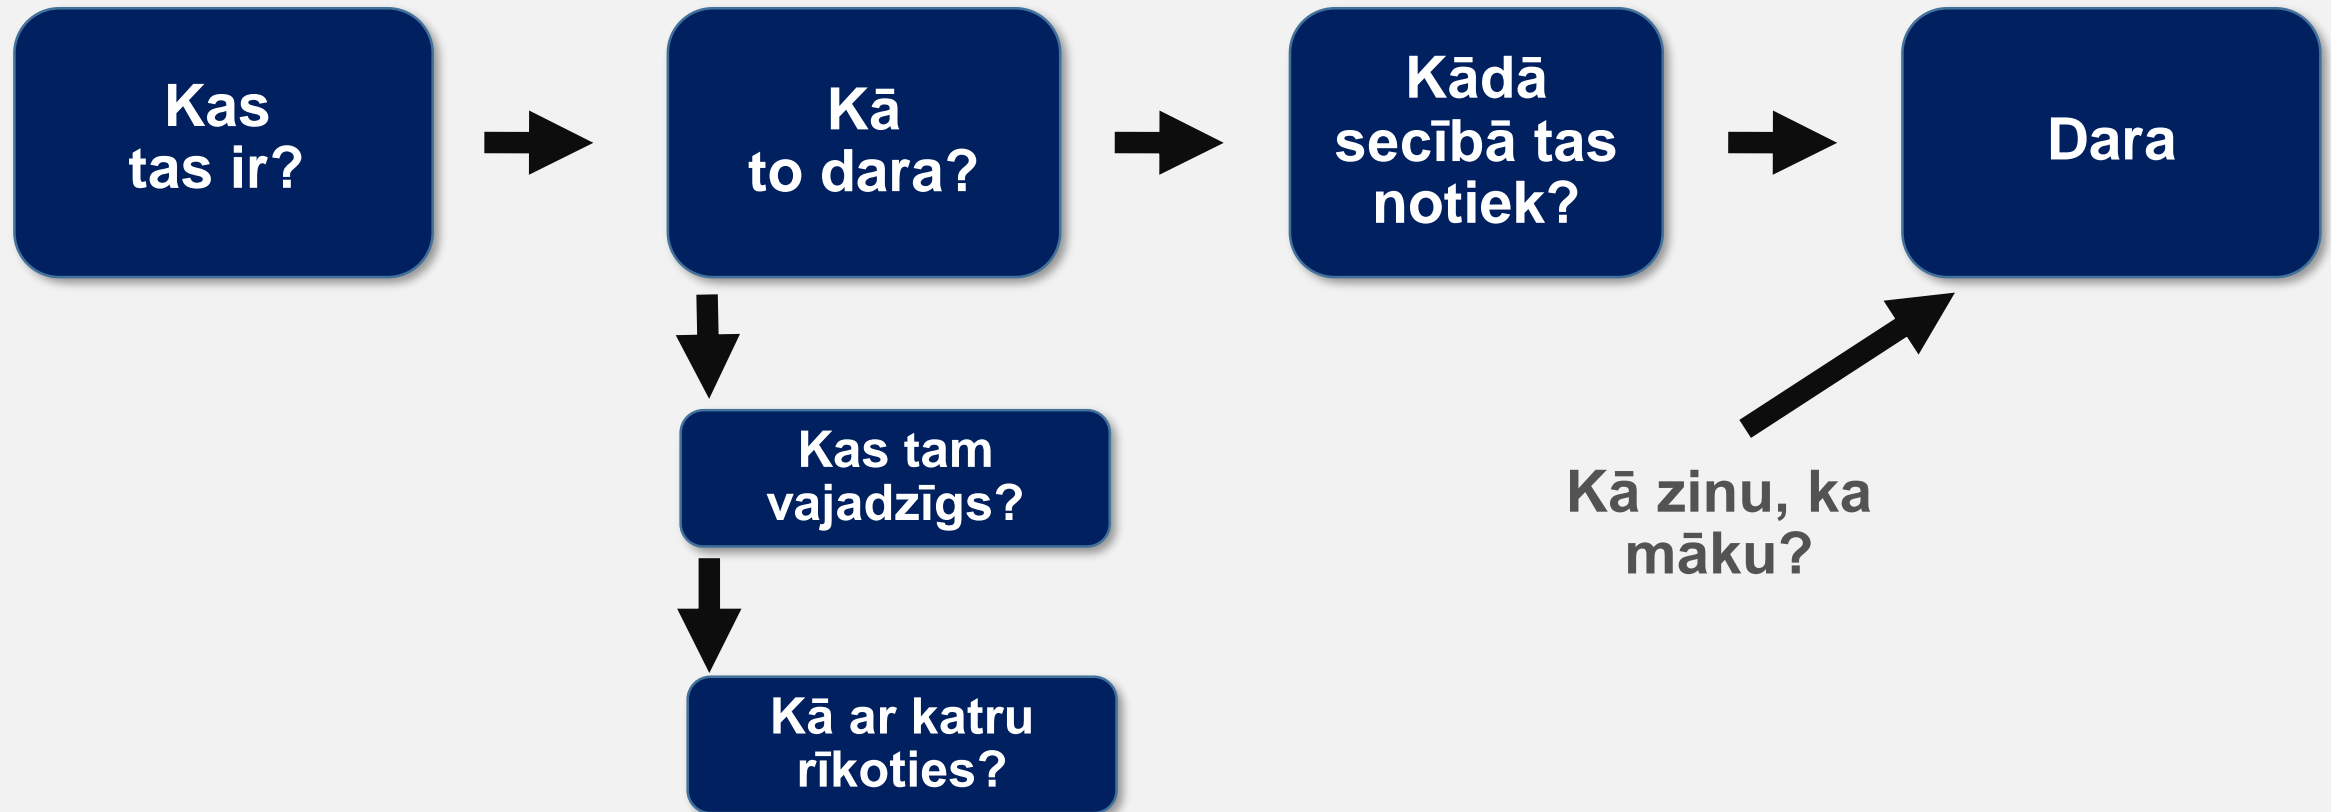 Kas
tas ir?
Kā
to dara?
Kādā
secībā tas
notiek?
Dara
Kas tam
vajadzīgs?
Kā zinu, ka
māku?
Kā ar katru
rīkoties?